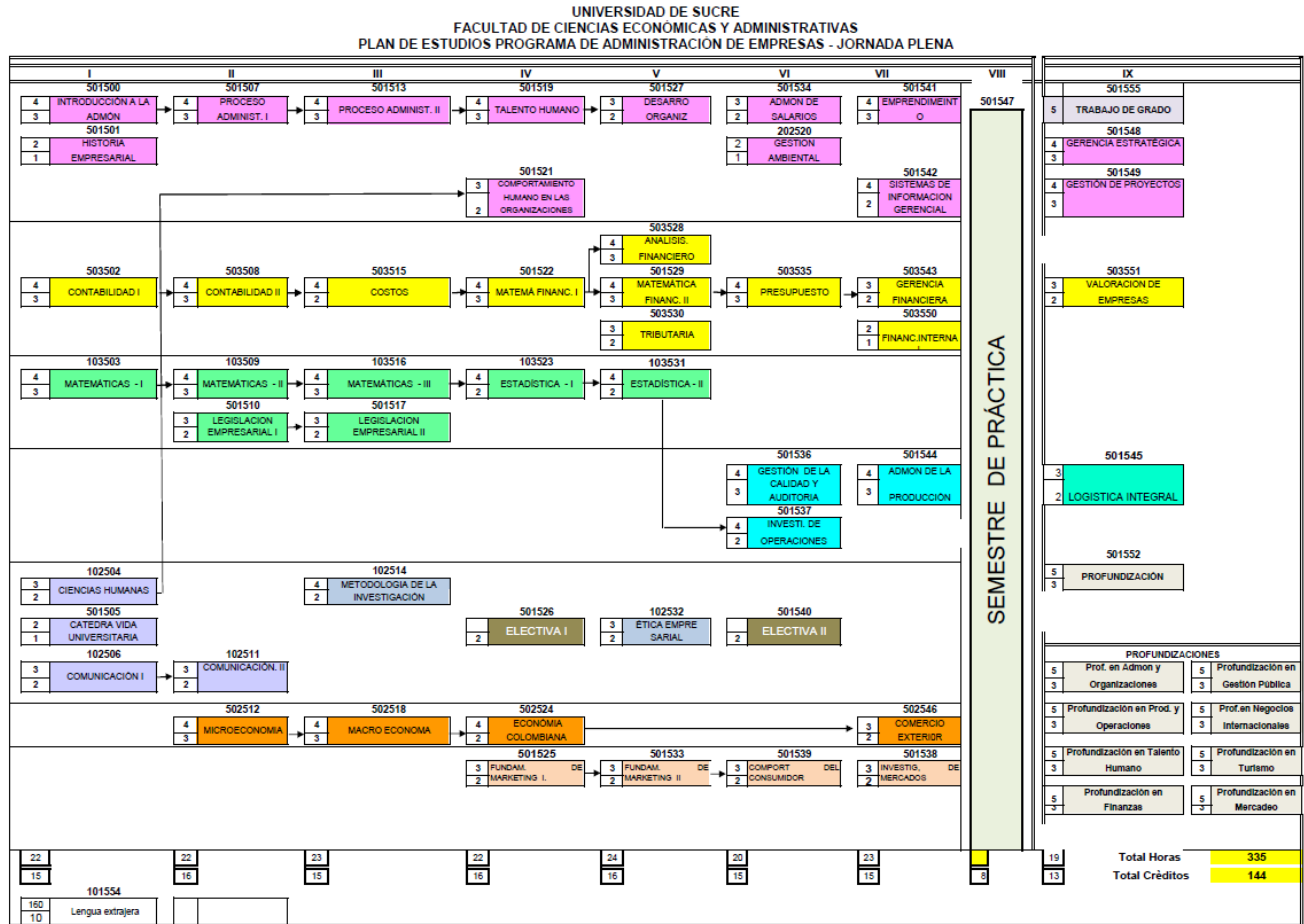 UNIVERSIDAD DE SUCRE
FACULTAD DE CIENCIAS ECONÓMICAS Y ADMINISTRATIVAS
PLAN DE ESTUDIOS PROGRAMA DE ADMINISTRACIÓN DE EMPRESAS - JORNADA PLENA
I II III IV V VI VII VIII IX
501500 501507 501513 501519 501527 501534 501541 501547 501555
4 INTRODUCCIÓN A LA 4 PROCESO 4 PROCESO ADMINIST. II 4 TALENTO HUMANO 3 DESARRO 3 ADMON DE 4 EMPRENDIMEINT 5 TRABAJO DE GRADO
3 ADMÓN 3 ADMINIST. I 3 3 2 ORGANIZ 2 SALARIOS 3 O
501501 202520 501548
2 HISTORIA 2 GESTION 4 GERENCIA ESTRATÉGICA
1 EMPRESARIAL 1 AMBIENTAL 3
501521 501542 501549
3 COMPORTAMIENTO 4 SISTEMAS DE 4 GESTIÓN DE PROYECTOS
HUMANO EN LAS 2 INFORMACION 3
2 ORGANIZACIONES GERENCIAL
503528
4 ANALISIS.
3 FINANCIERO
503502 503508 503515 501522 501529 503535 503543 503551
4 CONTABILIDAD I 4 CONTABILIDAD II 4 COSTOS 4 MATEMÁ FINANC. I 4 MATEMÁTICA 4 PRESUPUESTO 3 GERENCIA 3 VALORACION DE
3 3 2 3 3 FINANC. II 3 2 FINANCIERA 2 EMPRESAS
503530 503550
3 TRIBUTARIA 2 FINANC.INTERNA
2 1
103503 103509 103516 103523 103531
4 MATEMÁTICAS - I 4 MATEMÁTICAS - II 4 MATEMÁTICAS - III 4 ESTADÍSTICA - I 4 ESTADÍSTICA - II
3 3 3 2 2
501510 501517
3 LEGISLACION 3 LEGISLACION
2 EMPRESARIAL I 2 EMPRESARIAL II
SEMESTRE DE PRÁCTICA
501536 501544 501545
4 GESTIÓN DE LA 4 ADMON DE LA 3
CALIDAD Y
3 AUDITORIA 3 PRODUCCIÓN 2 LOGISTICA INTEGRAL
501537
4 INVESTI. DE
2 OPERACIONES
501552
5 PROFUNDIZACIÓN
3
102504 102514
3 CIENCIAS HUMANAS 4 METODOLOGIA DE LA
2 2 INVESTIGACIÓN
501505 501526 102532 501540
2 CATEDRA VIDA ELECTIVA I 3 ÉTICA EMPRE ELECTIVA II
1 UNIVERSITARIA 2 2 SARIAL 2
102506 102511
3 COMUNICACIÓN I 3 COMUNICACIÓN. II
2 2
PROFUNDIZACIONES
5 Prof. en Admon y 5 Profundización en
3 Organizaciones 3 Gestión Pública
5 Profundización en Prod. y 5 Prof.en Negocios
3 Operaciones 3 Internacionales
5 Profundización en Talento 5 Profundización en
3 Humano 3 Turismo
5 Profundización en 5 Profundización en
3 Finanzas 3 Mercadeo
502512 502518 502524 502546
4 MICROECONOMIA 4 MACRO ECONOMA 4 ECONÓMIA 3 COMERCIO
3 3 2 COLOMBIANA 2 EXTERI0R
501525 501533 501539 501538
3 FUNDAM. DE 3 FUNDAM. DE 3 COMPORT DEL 3 INVESTIG, DE
2 MARKETING I. 2 MARKETING II 2 CONSUMIDOR 2 MERCADOS
22 22 23 22 24 20 23 19 Total Horas 335
15 16 15 16 16 15 15 8 13 Total Crèditos 144
101554
160 Lengua extrajera
10